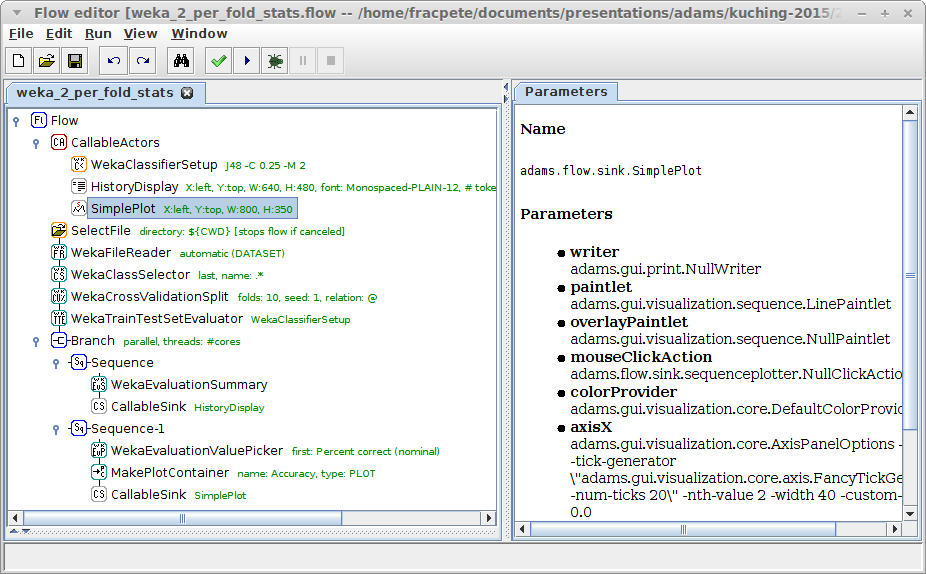 Flow editor [weka_2_per_fold_stats.flow -- /home/fracpete/documents/presentations/adams/kuching-2015/
File Edit Run View Window
weka_2_per_fold_stats
Parameters
Fl Flow
CA CallableActors
WekaClassifierSetup J48 -C 0.25 -M 2
HistoryDisplay X:left, Y:top, W:640, H:480, font: Monospaced-PLAIN-12, # toke
SimplePlot X:left, Y:top, W:800, H:350
SelectFile directory: ${CWD} [stops flow if canceled]
WekaFileReader automatic (DATASET)
WekaClassSelector last, name: .*
WekaCrossValidationSplit folds: 10, seed: 1, relation: @
WekaTrainTestSetEvaluator WekaClassifierSetup
Branch parallel, threads: #cores
Sq Sequence
WekaEvaluationSummary
CS CallableSink HistoryDisplay
Sq Sequence-1
WekaEvaluationValuePicker first: Percent correct (nominal)
MakePlotContainer name: Accuracy, type: PLOT
CS CallableSink SimplePlot
Name
adams.flow.sink.SimplePlot
Parameters
● writer
adams.gui.print.NullWriter
● paintlet
adams.gui.visualization.sequence.LinePaintlet
● overlayPaintlet
adams.gui.visualization.sequence.NullPaintlet
● mouseClickAction
adams.flow.sink.sequenceplotter.NullClickActio
● colorProvider
adams.gui.visualization.core.DefaultColorProvid
● axisX
adams.gui.visualization.core.AxisPanelOptions -
-tick-generator
\"adams.gui.visualization.core.axis.FancyTickGe
-num-ticks 20\" -nth-value 2 -width 40 -custom-
0.0